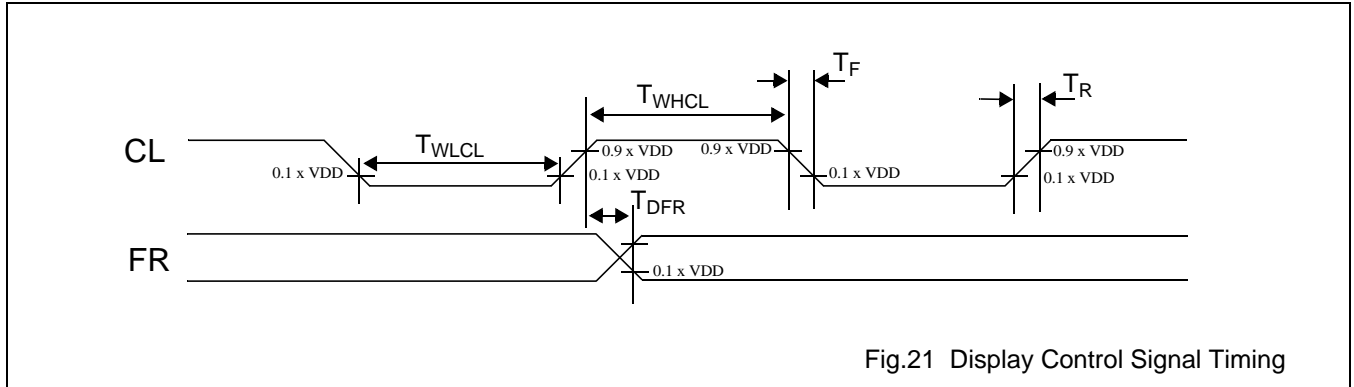 T_F
T_WHCL
T_R
CL
T_WLCL
0.9 x VDD
0.9 x VDD
0.9 x VDD
0.1 x VDD
0.1 x VDD
0.1 x VDD
0.1 x VDD
T_DFR
FR
0.1 x VDD
Fig.21 Display Control Signal Timing